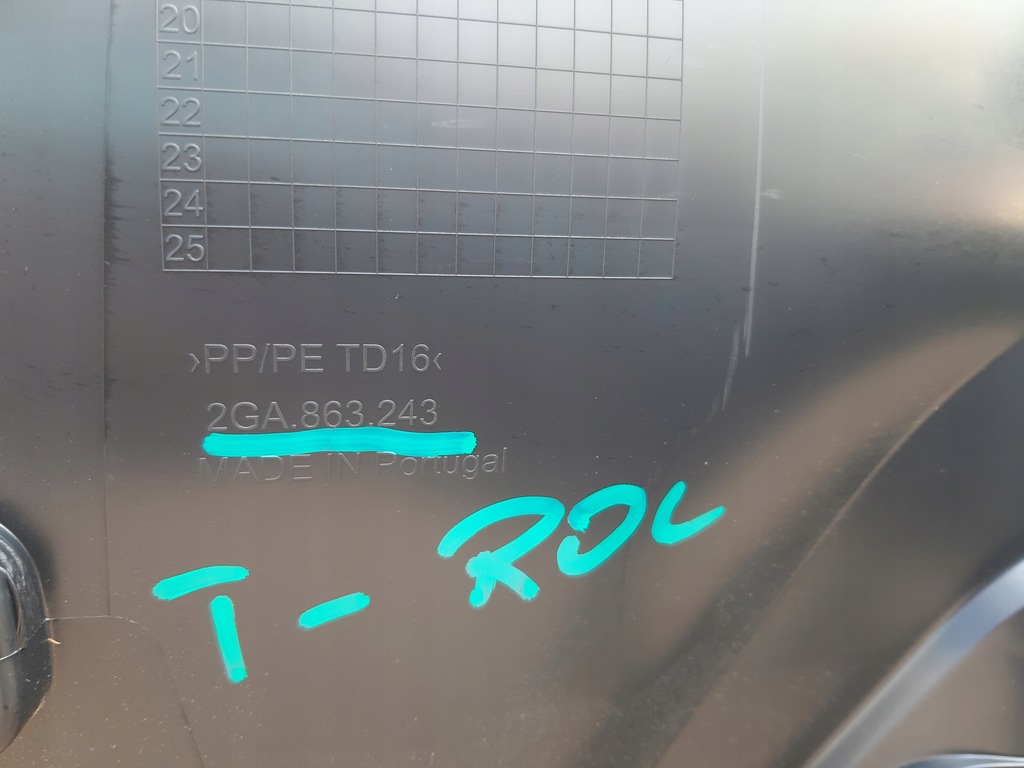 20
21
22
23
24
25
›PP/PE TD16‹
2GA.863.243
MADE IN Portugal
T-ROC